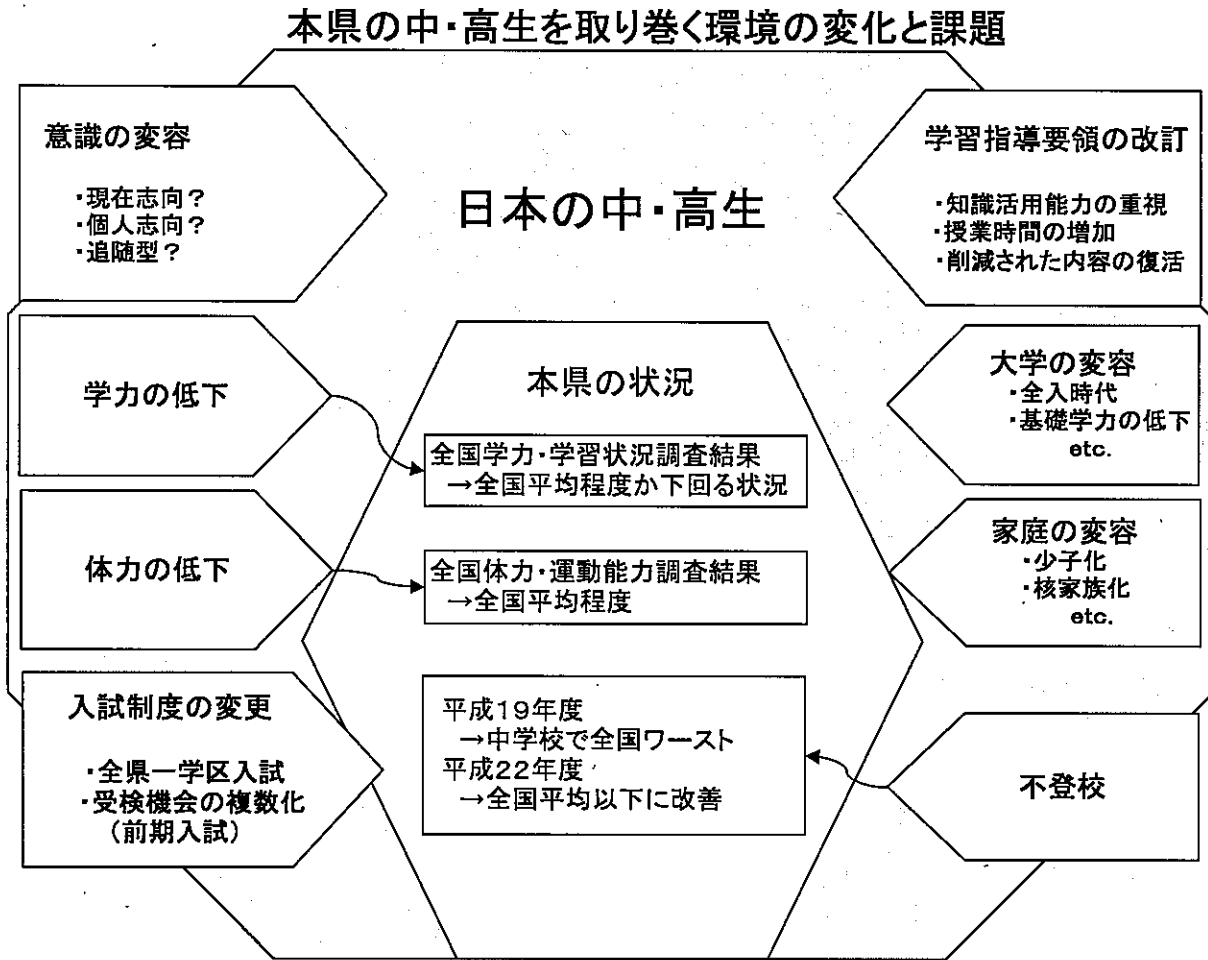 本県の中・高生を取り巻く環境の変化と課題
意識の変容
・現在志向?
・個人志向?
・追随型?
日本の中・高生
学習指導要領の改訂
・知識活用能力の重視
・授業時間の増加
・削減された内容の復活
学力の低下
本県の状況
全国学力・学習状況調査結果
→全国平均程度か下回る状況
大学の変容
・全入時代
・基礎学力の低下
etc.
体力の低下
全国体力・運動能力調査結果
→全国平均程度
家庭の変容
・少子化
・核家族化
etc.
入試制度の変更
・全県一学区入試
・受検機会の複数化
(前期入試)
平成19年度
→中学校で全国ワースト
平成22年度
→全国平均以下に改善
不登校